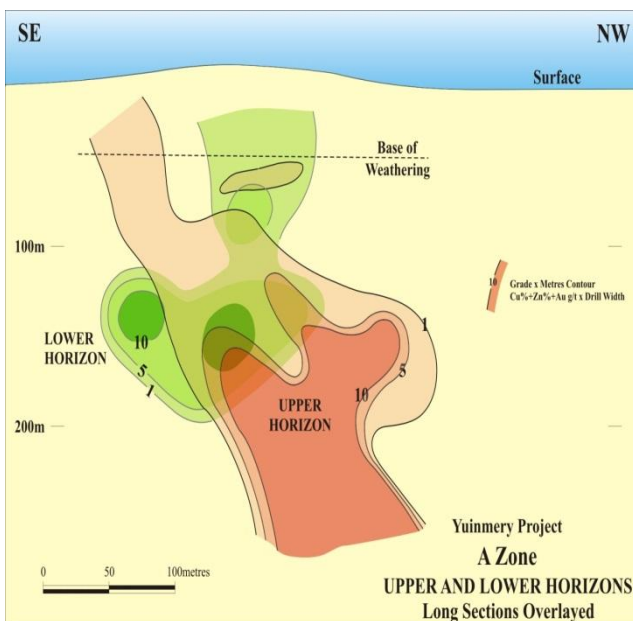 SE
NW
Surface
Base of
Weathering
100m
10
Grade x Metres Contour
Cu%+Zn%+Au g/t x Drill Width
LOWER
HORIZON
10
5
1
1
5
10
UPPER
HORIZON
200m
0 50 100metres
Yuinmery Project
A Zone
UPPER AND LOWER HORIZONS
Long Sections Overlayed